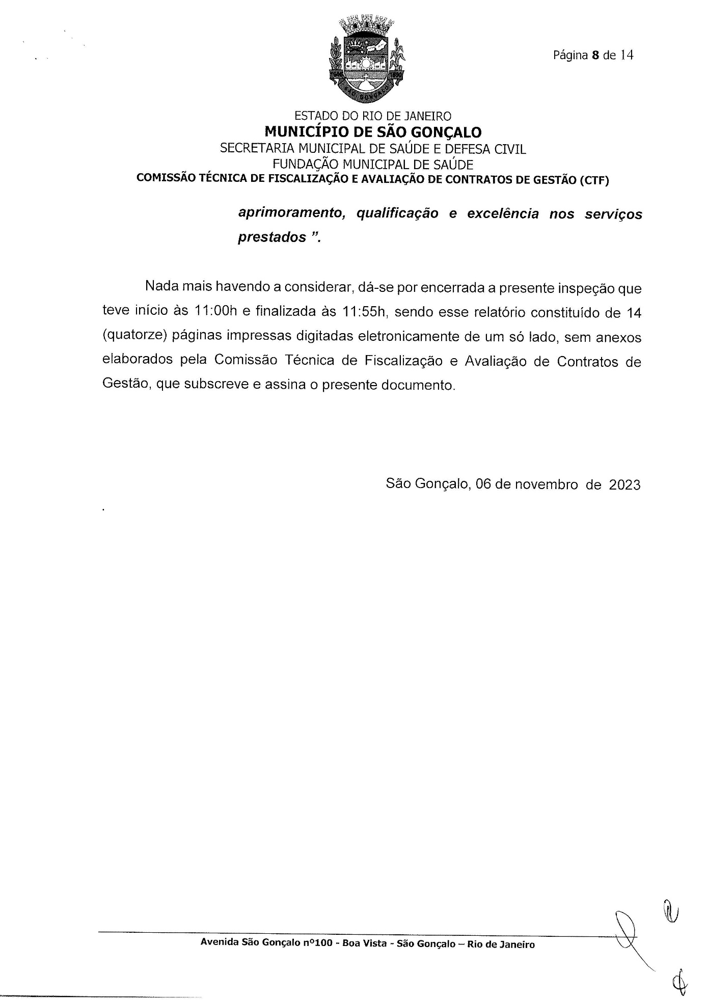 Página 8 de 14
SÃO GONÇALO
ESTADO DO RIO DE JANEIRO
MUNICÍPIO DE SÃO GONÇALO
SECRETARIA MUNICIPAL DE SAÚDE E DEFESA CIVIL
FUNDAÇÃO MUNICIPAL DE SAÚDE
COMISSÃO TÉCNICA DE FISCALIZAÇÃO E AVALIAÇÃO DE CONTRATOS DE GESTÃO (CTF)
aprimoramento, qualificação e excelência nos serviços
prestados ”.
Nada mais havendo a considerar, dá-se por encerrada a presente inspeção que
teve início às 11:00h e finalizada às 11:55h, sendo esse relatório constituído de 14
(quatorze) páginas impressas digitadas eletronicamente de um só lado, sem anexos
elaborados pela Comissão Técnica de Fiscalização e Avaliação de Contratos de
Gestão, que subscreve e assina o presente documento.
São Gonçalo, 06 de novembro de 2023
Avenida São Gonçalo nº100 - Boa Vista - São Gonçalo – Rio de Janeiro